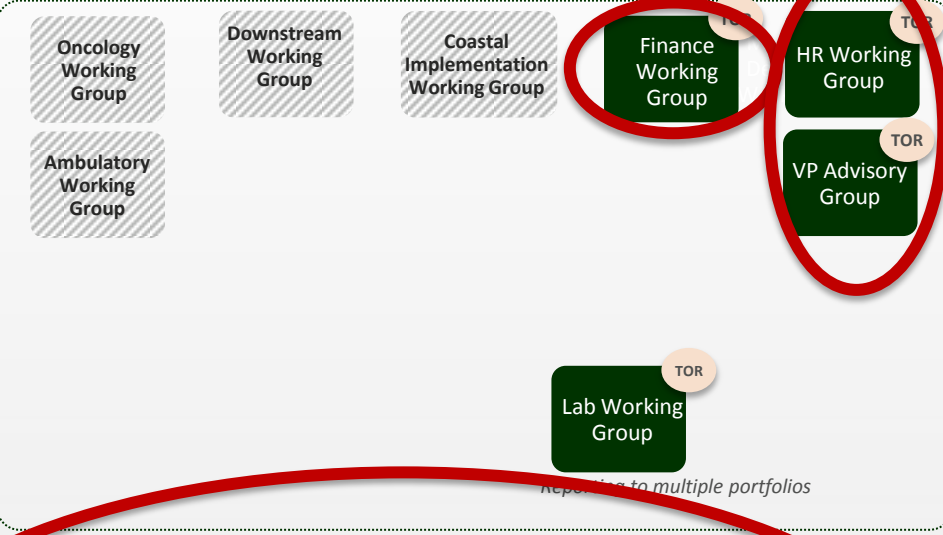 Oncology
Working
Group
Downstream
Working
Group
Coastal
Implementation
Working Group
TOR
Finance
Working
Group
TOR
HR Working
Group
Ambulatory
Working
Group
TOR
VP Advisory
Group
TOR
Lab Working
Group
Reporting to multiple portfolios